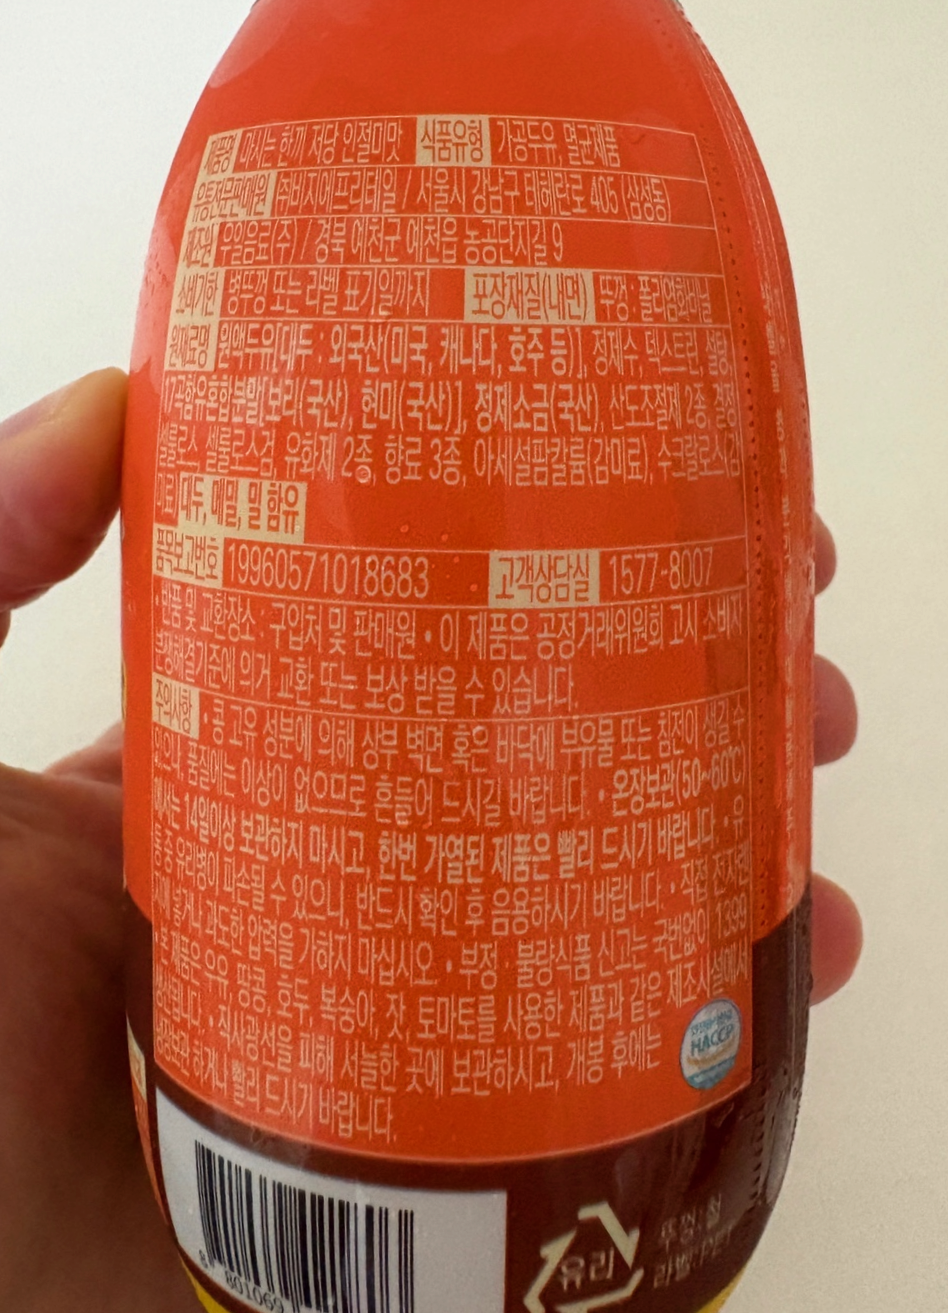 제품명 마시는 한끼 저당 인절미맛 식품유형 가공두유, 멸균제품
유통전문판매원 ㈜비지에프리테일 / 서울시 강남구 테헤란로 405 (삼성동)
제조원 우일음료(주) / 경북 예천군 예천읍 농공단지길 9
소비기한 병뚜껑 또는 라벨 표기일까지 포장재질(내면) 뚜껑 : 폴리염화비닐
원재료명 원액두유[대두 : 외국산(미국, 캐나다, 호주 등)], 정제수, 덱스트린, 설탕,
17곡함유혼합분말[보리(국산), 현미(국산)], 정제소금(국산), 산도조절제 2종, 결정
셀룰로스, 셀룰로스검, 유화제 2종, 향료 3종, 아세설팜칼륨(감미료), 수크랄로스(감
미료) 대두, 메밀, 밀 함유
품목보고번호 19960571018683 고객상담실 1577-8007
• 반품 및 교환장소 : 구입처 및 판매원 • 이 제품은 공정거래위원회 고시 소비자
분쟁해결기준에 의거 교환 또는 보상 받을 수 있습니다.
주의사항 • 콩 고유 성분에 의해 상부 벽면 혹은 바닥에 부유물 또는 침전이 생길 수
있으나, 품질에는 이상이 없으므로 흔들어 드시길 바랍니다. • 온장보관(50~60℃)
에서는 14일이상 보관하지 마시고, 한번 가열된 제품은 빨리 드시기 바랍니다. • 유
통 중 유리병이 파손될 수 있으니, 반드시 확인 후 음용하시기 바랍니다. • 직접 전자렌
지에 넣거나 과도한 압력을 가하지 마십시오 • 부정 · 불량식품 신고는 국번없이 1399
• 본 제품은 우유, 땅콩, 호두, 복숭아, 잣, 토마토를 사용한 제품과 같은 제조시설에서
생산합니다. • 직사광선을 피해 서늘한 곳에 보관하시고, 개봉 후에는
냉장보관 하거나 빨리 드시기 바랍니다.
HACCP
8 801069
유리
뚜껑:철
라벨:PET